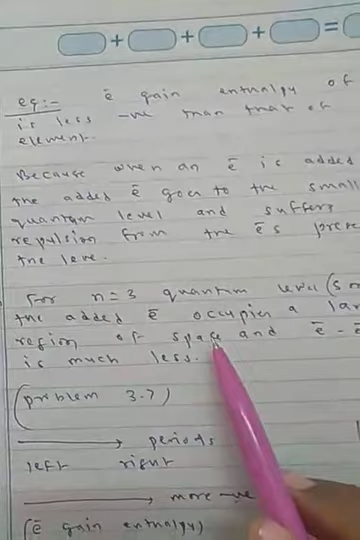 + + + =
eg:- ē gain enthalpy of
is less -ve than that of
element.
Because when an ē is added
the added ē goes to the small
quantum level and suffers
repulsion from the ēs prese
the leve.
For n=3 quantum level (S
the added ē occupies a lar
region of space and ē - ē
is much less.
(problem 3.7)
periods
left right
more -ve
(ē gain enthalpy)